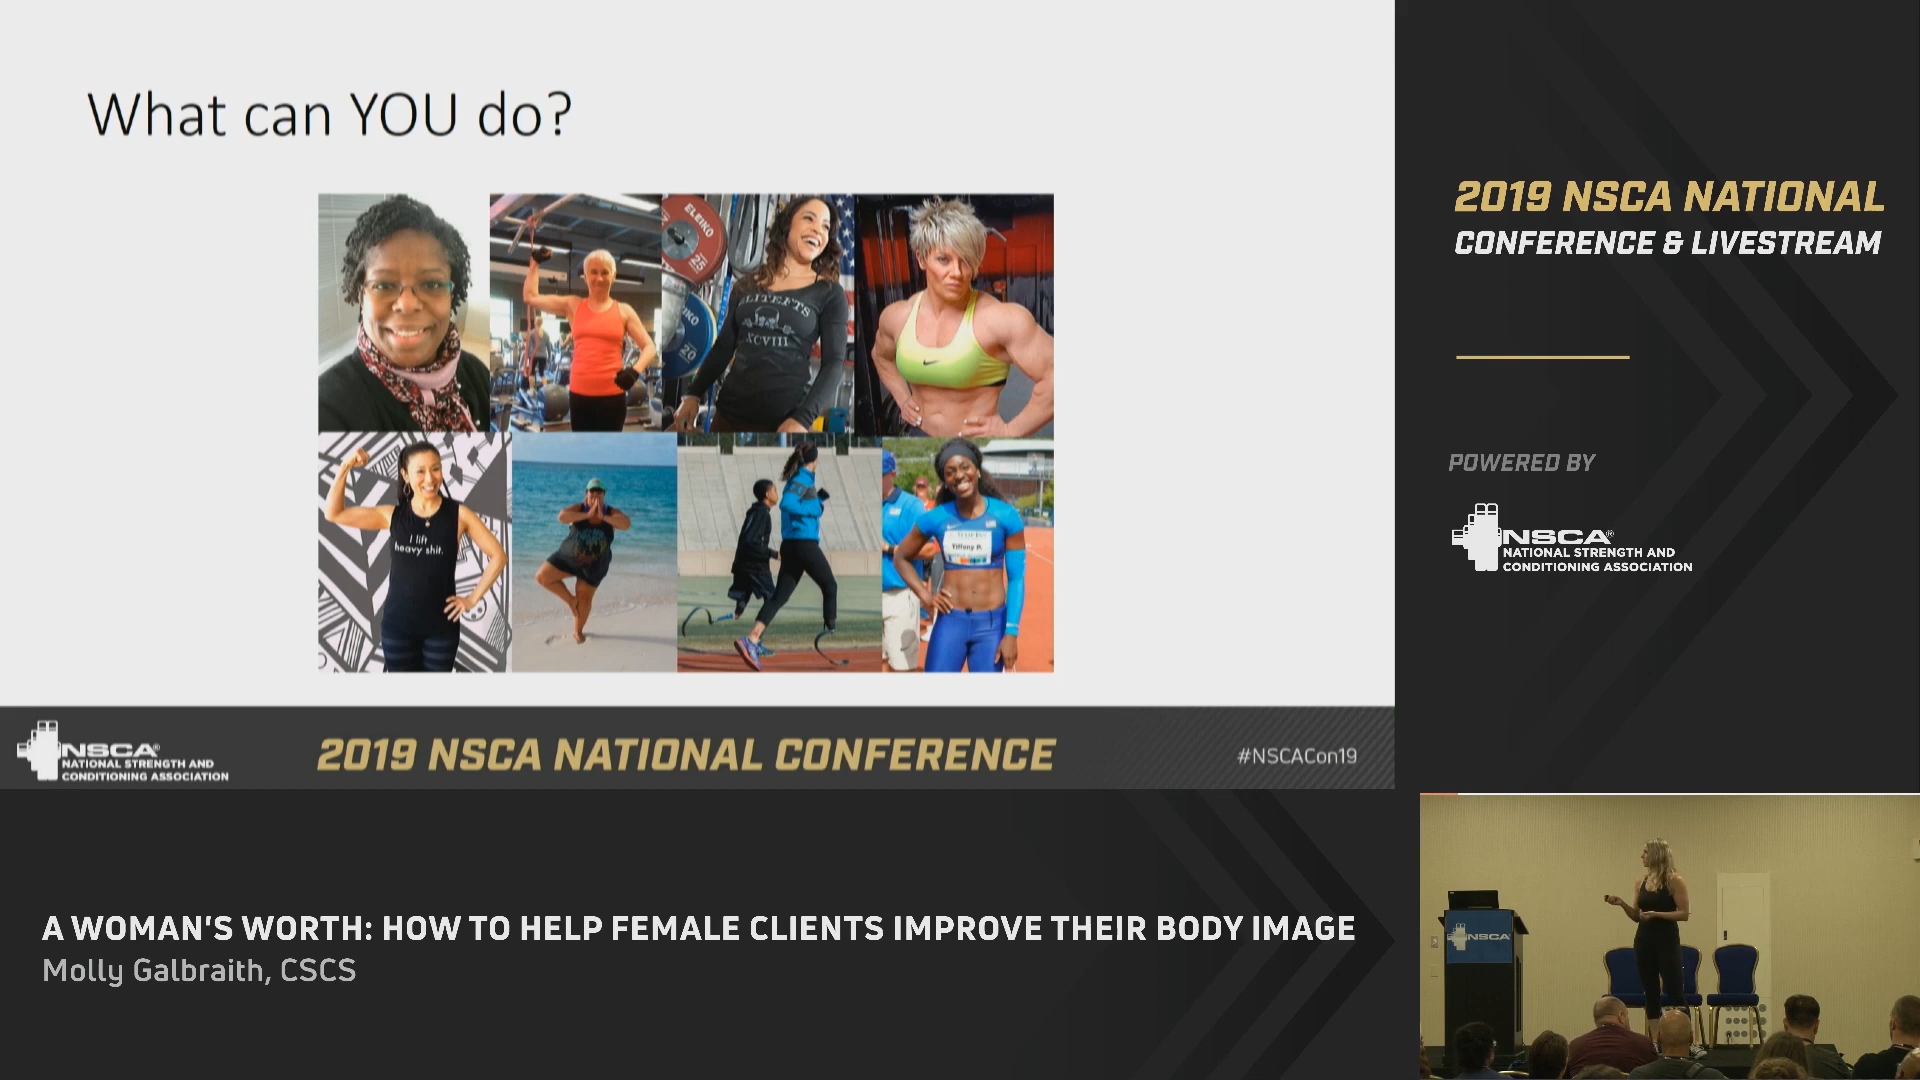 What can YOU do?
ELEIKO
25
EIKO
20
ELITEFTS
XCVIII
I lift
heavy shit.
Tiffany P.
NSCA®
NATIONAL STRENGTH AND
CONDITIONING ASSOCIATION
2019 NSCA NATIONAL CONFERENCE
#NSCACon19
2019 NSCA NATIONAL
CONFERENCE & LIVESTREAM
POWERED BY
NSCA®
NATIONAL STRENGTH AND
CONDITIONING ASSOCIATION
A WOMAN'S WORTH: HOW TO HELP FEMALE CLIENTS IMPROVE THEIR BODY IMAGE
Molly Galbraith, CSCS
NSCA